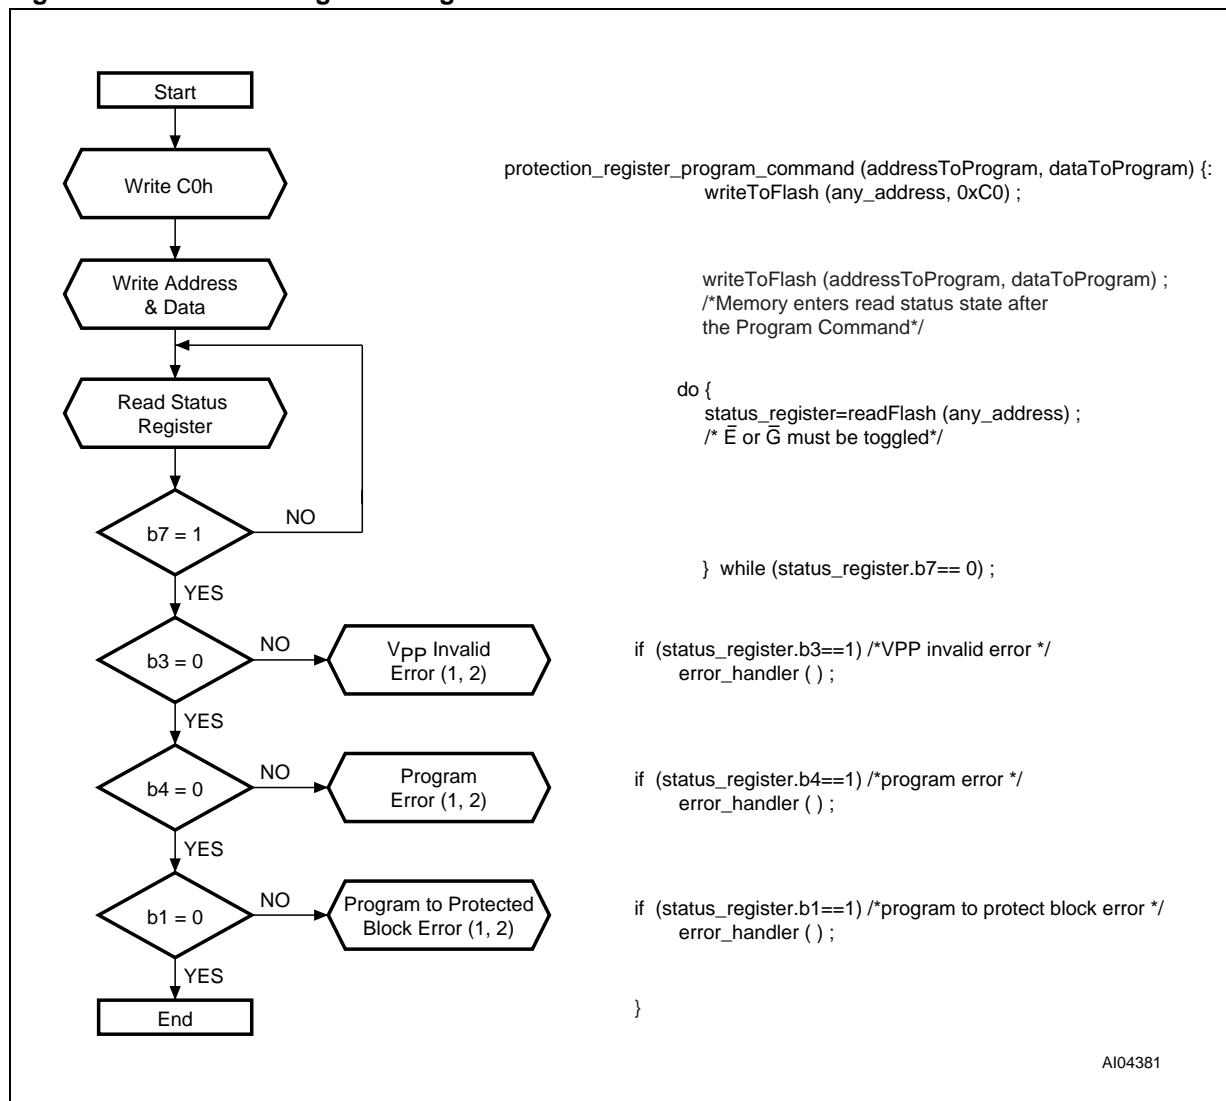 Start
Write C0h
protection_register_program_command (addressToProgram, dataToProgram) {:
writeToFlash (any_address, 0xC0) ;
Write Address
& Data
writeToFlash (addressToProgram, dataToProgram) ;
/*Memory enters read status state after
the Program Command*/
Read Status
Register
do {
status_register=readFlash (any_address) ;
/* E̅ or G̅ must be toggled*/
b7 = 1
NO
} while (status_register.b7== 0) ;
YES
b3 = 0
NO
VPP Invalid
Error (1, 2)
if (status_register.b3==1) /*VPP invalid error */
error_handler ( ) ;
YES
b4 = 0
NO
Program
Error (1, 2)
if (status_register.b4==1) /*program error */
error_handler ( ) ;
YES
b1 = 0
NO
Program to Protected
Block Error (1, 2)
if (status_register.b1==1) /*program to protect block error */
error_handler ( ) ;
YES
End
}
AI04381